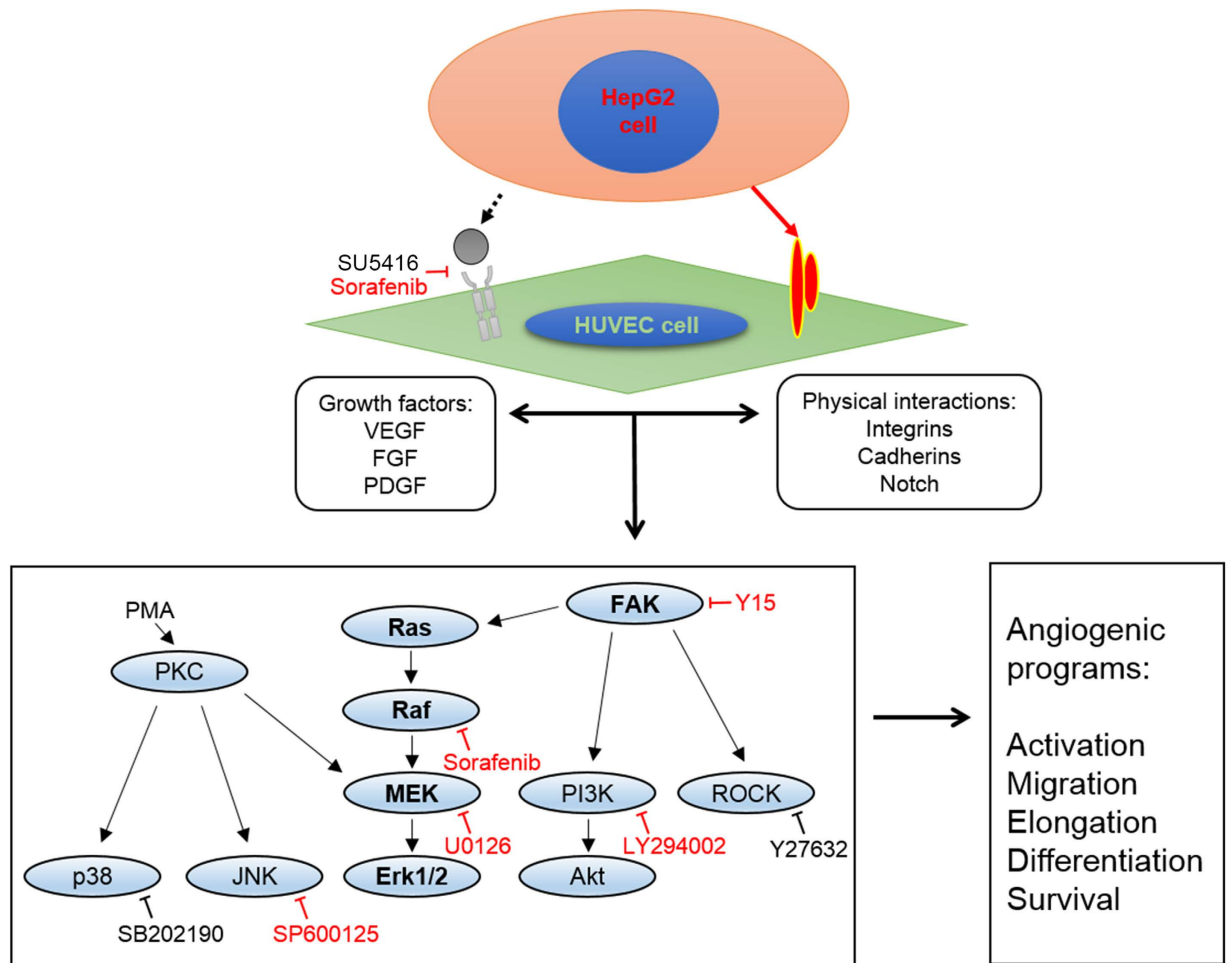 HepG2
cell
SU5416
Sorafenib
HUVEC cell
Growth factors:
VEGF
FGF
PDGF
Physical interactions:
Integrins
Cadherins
Notch
PMA
PKC
Ras
FAK
Y15
Raf
Sorafenib
MEK
PI3K
ROCK
U0126
LY294002
Y27632
p38
JNK
Erk1/2
Akt
SB202190
SP600125
Angiogenic
programs:
Activation
Migration
Elongation
Differentiation
Survival